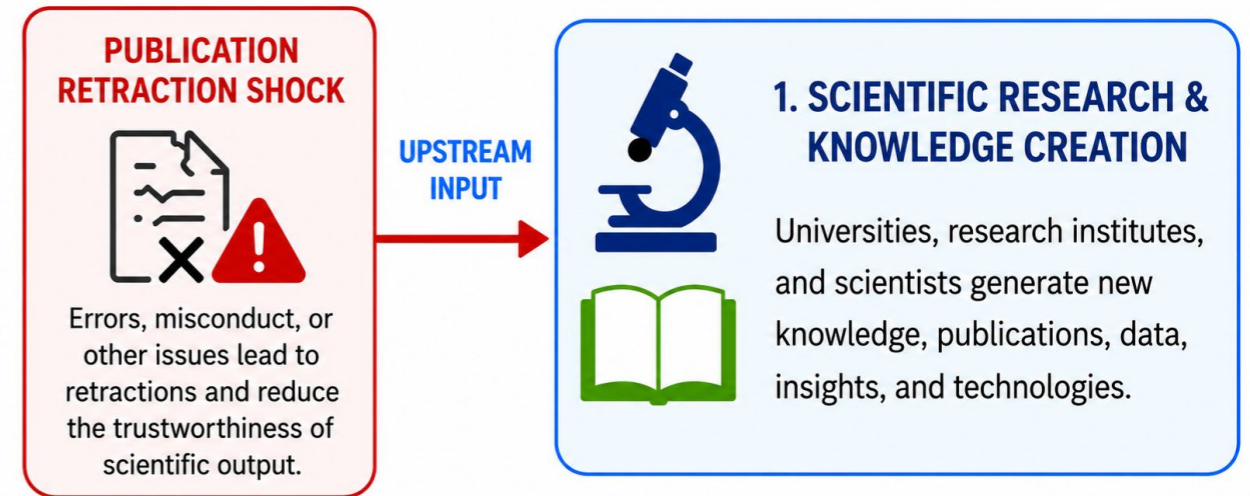 PUBLICATION
RETRACTION SHOCK
Errors, misconduct, or
other issues lead to
retractions and reduce
the trustworthiness of
scientific output.
UPSTREAM
INPUT
1. SCIENTIFIC RESEARCH &
KNOWLEDGE CREATION
Universities, research institutes,
and scientists generate new
knowledge, publications, data,
insights, and technologies.